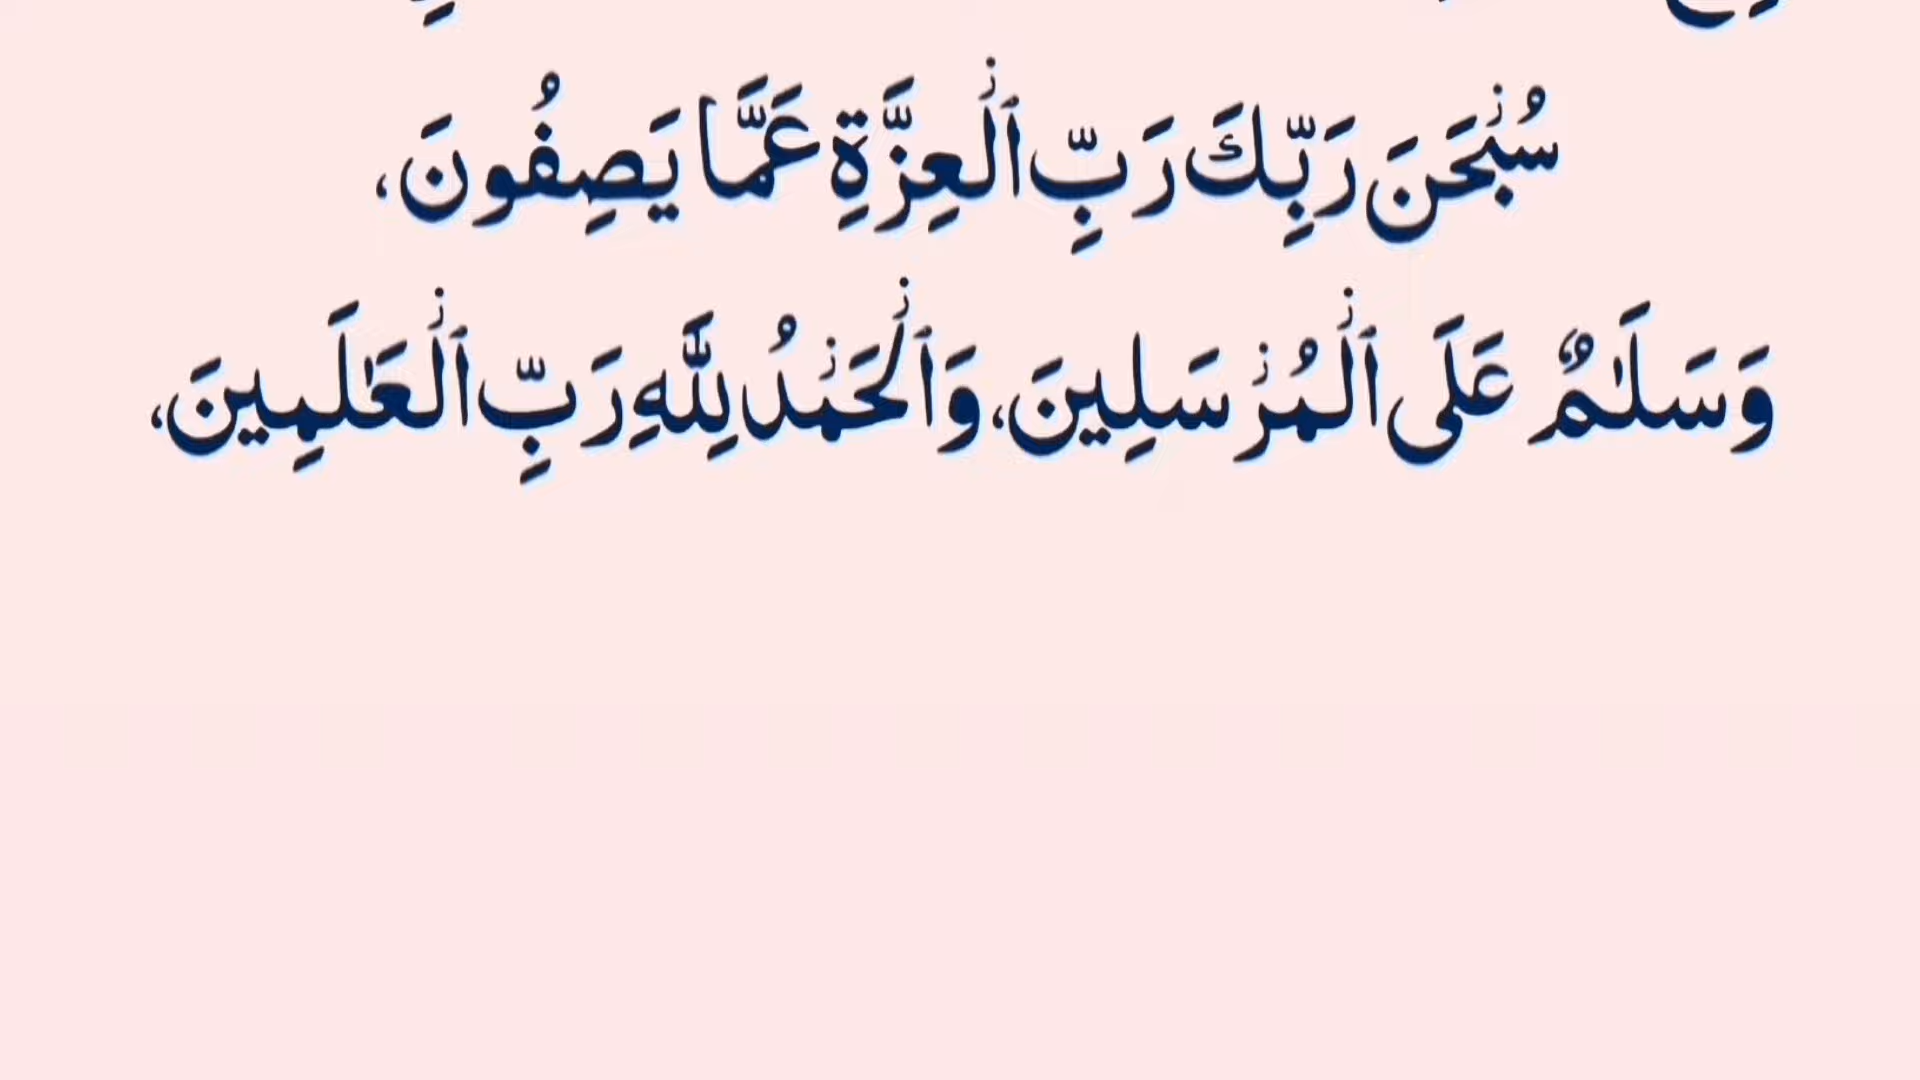 سُبْحَنَ رَبِّكَ رَبِّ ٱلْعِزَّةِ عَمَّا يَصِفُونَ،
وَسَلَٰمٌ عَلَى ٱلْمُرْسَلِينَ، وَٱلْحَمْدُ لِلَّهِ رَبِّ ٱلْعَٰلَمِينَ،